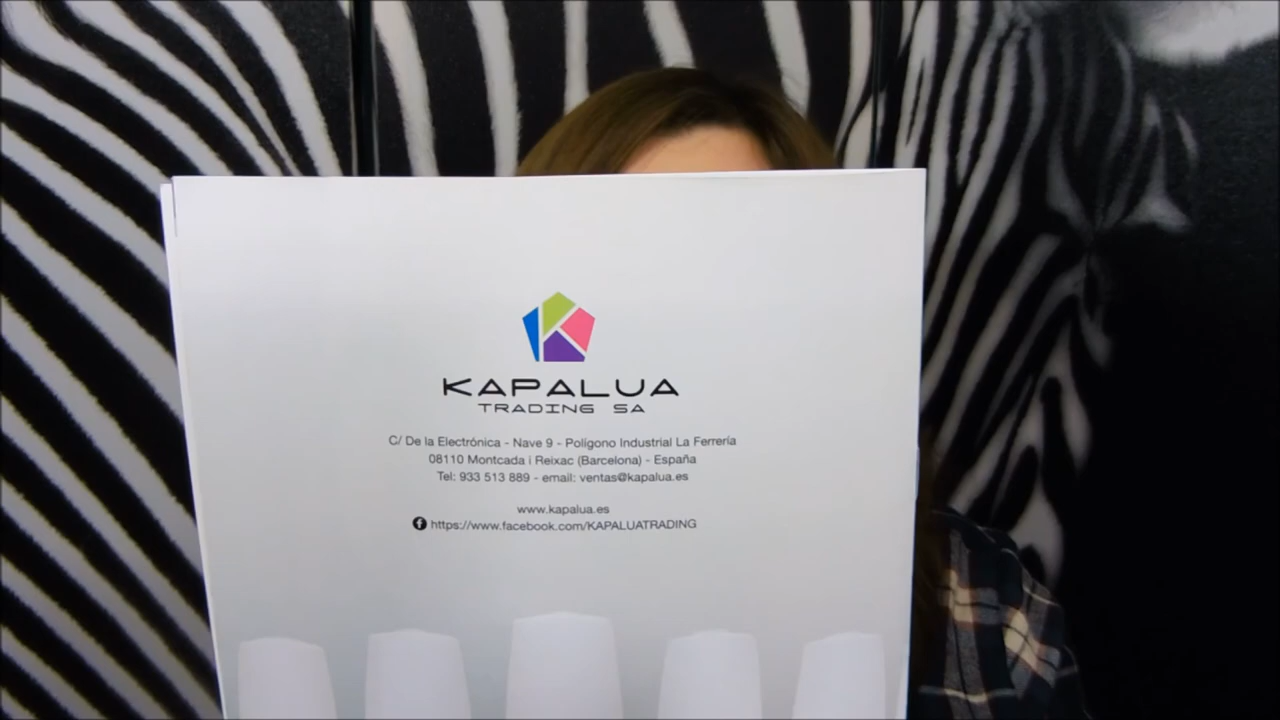 KAPALUA
TRADING SA
C/ De la Electrónica - Nave 9 - Polígono Industrial La Ferrería
08110 Montcada i Reixac (Barcelona) - España
Tel: 933 513 889 - email: ventas@kapalua.es
www.kapalua.es
https://www.facebook.com/KAPALUATRADING